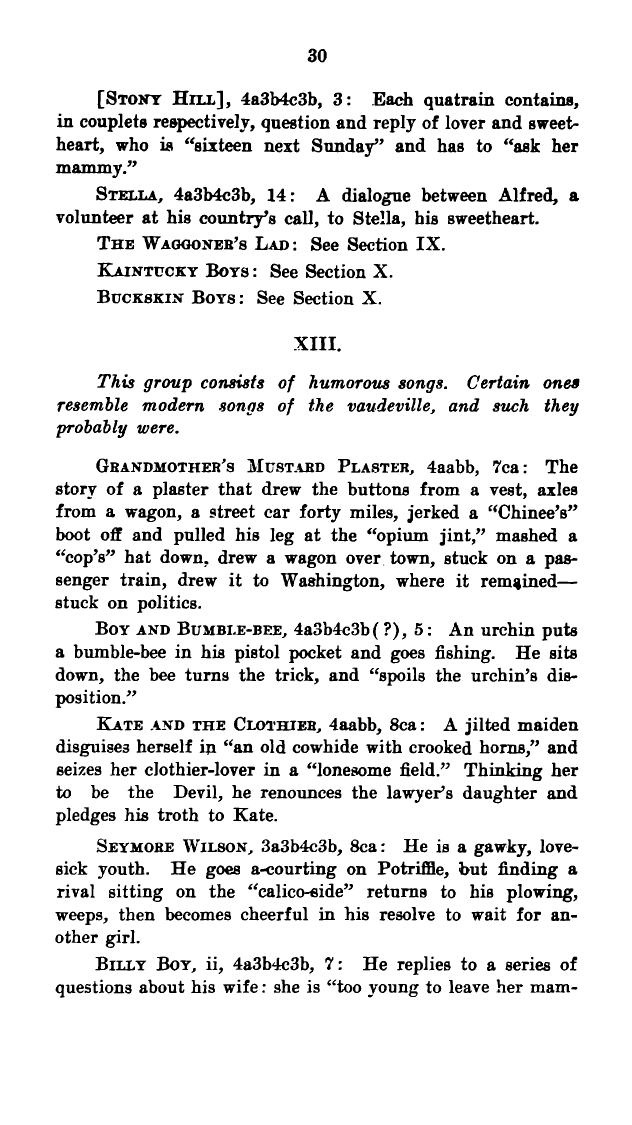 30
[Stony Hill], 4a3b4c3b, 3: Each quatrain contains,
in couplets respectively, question and reply of lover and sweet-
heart, who is “sixteen next Sunday” and has to “ask her
mammy.”
Stella, 4a3b4c3b, 14: A dialogue between Alfred, a
volunteer at his country’s call, to Stella, his sweetheart.
The Waggoner’s Lad: See Section IX.
Kaintucky Boys: See Section X.
Buckskin Boys: See Section X.
XIII.
This group consists of humorous songs. Certain ones
resemble modern songs of the vaudeville, and such they
probably were.
Grandmother’s Mustard Plaster, 4aabb, 7ca: The
story of a plaster that drew the buttons from a vest, axles
from a wagon, a street car forty miles, jerked a “Chinee’s”
boot off and pulled his leg at the “opium jint,” mashed a
“cop’s” hat down, drew a wagon over town, stuck on a pas-
senger train, drew it to Washington, where it remained—
stuck on politics.
Boy and Bumble-bee, 4a3b4c3b(?), 5: An urchin puts
a bumble-bee in his pistol pocket and goes fishing. He sits
down, the bee turns the trick, and “spoils the urchin’s dis-
position.”
Kate and the Clothier, 4aabb, 8ca: A jilted maiden
disguises herself in “an old cowhide with crooked horns,” and
seizes her clothier-lover in a “lonesome field.” Thinking her
to be the Devil, he renounces the lawyer’s daughter and
pledges his troth to Kate.
Seymore Wilson, 3a3b4c3b, 8ca: He is a gawky, love-
sick youth. He goes a-courting on Potriffle, but finding a
rival sitting on the “calico-side” returns to his plowing,
weeps, then becomes cheerful in his resolve to wait for an-
other girl.
Billy Boy, ii, 4a3b4c3b, 7: He replies to a series of
questions about his wife: she is “too young to leave her mam-